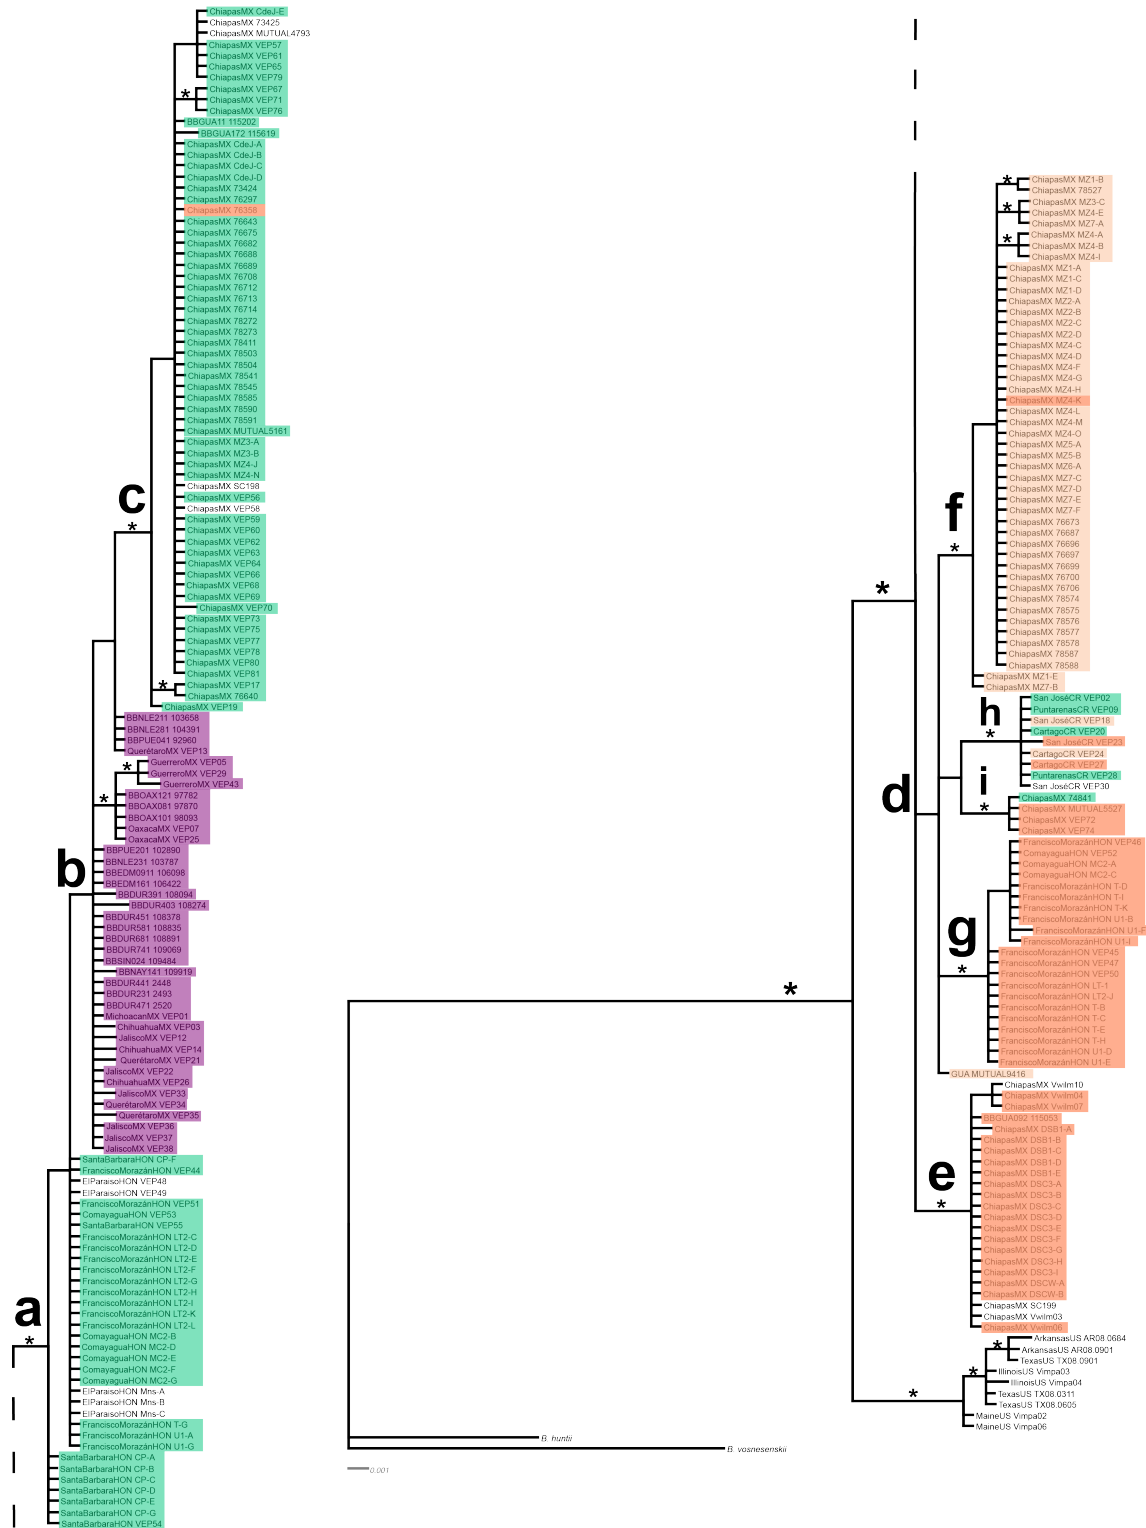 ChiapasMX CdeJ-E
ChiapasMX 73425
ChiapasMX MUTUAL4793
ChiapasMX VEP57
ChiapasMX VEP61
ChiapasMX VEP65
ChiapasMX VEP79
*
ChiapasMX VEP67
ChiapasMX VEP71
ChiapasMX VEP76
BBGUA11 115202
BBGUA172 115619
ChiapasMX CdeJ-A
ChiapasMX CdeJ-B
ChiapasMX CdeJ-C
ChiapasMX CdeJ-D
ChiapasMX 73424
ChiapasMX 76297
ChiapasMX 76358
ChiapasMX 76643
ChiapasMX 76675
ChiapasMX 76682
ChiapasMX 76688
ChiapasMX 76689
ChiapasMX 76708
ChiapasMX 76712
ChiapasMX 76713
ChiapasMX 76714
ChiapasMX 78272
ChiapasMX 78273
ChiapasMX 78411
ChiapasMX 78503
ChiapasMX 78504
ChiapasMX 78541
ChiapasMX 78545
ChiapasMX 78585
ChiapasMX 78590
ChiapasMX 78591
ChiapasMX MUTUAL5161
ChiapasMX MZ3-A
ChiapasMX MZ3-B
ChiapasMX MZ4-J
ChiapasMX MZ4-N
ChiapasMX SC198
c
ChiapasMX VEP56
ChiapasMX VEP58
ChiapasMX VEP59
*
ChiapasMX VEP60
ChiapasMX VEP62
ChiapasMX VEP63
ChiapasMX VEP64
ChiapasMX VEP66
ChiapasMX VEP68
ChiapasMX VEP69
ChiapasMX VEP70
ChiapasMX VEP73
ChiapasMX VEP75
ChiapasMX VEP77
ChiapasMX VEP78
ChiapasMX VEP80
ChiapasMX VEP81
*
ChiapasMX VEP17
ChiapasMX 76640
ChiapasMX VEP19
BBNLE211 103658
BBNLE281 104391
BBPUE041 92960
QuerétaroMX VEP13
*
GuerreroMX VEP05
GuerreroMX VEP29
GuerreroMX VEP43
*
BBOAX121 97782
BBOAX081 97870
BBOAX101 98093
OaxacaMX VEP07
OaxacaMX VEP25
BBPUE201 102890
BBNLE231 103787
b
BBEDM0911 106098
BBEDM161 106422
BBDUR391 108094
BBDUR403 108274
BBDUR451 108378
BBDUR581 108835
BBDUR681 108891
BBDUR741 109069
BBSIN024 109484
BBNAY141 109919
BBDUR441 2448
BBDUR231 2493
BBDUR471 2520
MichoacanMX VEP01
ChihuahuaMX VEP03
JaliscoMX VEP12
ChihuahuaMX VEP14
QuerétaroMX VEP21
JaliscoMX VEP22
ChihuahuaMX VEP26
JaliscoMX VEP33
QuerétaroMX VEP34
QuerétaroMX VEP35
JaliscoMX VEP36
JaliscoMX VEP37
JaliscoMX VEP38
SantaBarbaraHON CP-F
FranciscoMorazánHON VEP44
ElParaisoHON VEP48
ElParaisoHON VEP49
FranciscoMorazánHON VEP51
ComayaguaHON VEP53
SantaBarbaraHON VEP55
FranciscoMorazánHON LT2-C
FranciscoMorazánHON LT2-D
FranciscoMorazánHON LT2-E
FranciscoMorazánHON LT2-F
FranciscoMorazánHON LT2-G
FranciscoMorazánHON LT2-H
FranciscoMorazánHON LT2-I
a
FranciscoMorazánHON LT2-K
FranciscoMorazánHON LT2-L
*
ComayaguaHON MC2-B
ComayaguaHON MC2-D
ComayaguaHON MC2-E
ComayaguaHON MC2-F
ComayaguaHON MC2-G
ElParaisoHON Mns-A
ElParaisoHON Mns-B
ElParaisoHON Mns-C
FranciscoMorazánHON T-G
FranciscoMorazánHON U1-A
FranciscoMorazánHON U1-G
SantaBarbaraHON CP-A
SantaBarbaraHON CP-B
SantaBarbaraHON CP-C
SantaBarbaraHON CP-D
SantaBarbaraHON CP-E
SantaBarbaraHON CP-G
SantaBarbaraHON VEP54
*
ChiapasMX MZ1-B
ChiapasMX 78527
*
ChiapasMX MZ3-C
ChiapasMX MZ4-E
ChiapasMX MZ7-A
*
ChiapasMX MZ4-A
ChiapasMX MZ4-B
ChiapasMX MZ4-I
ChiapasMX MZ1-A
ChiapasMX MZ1-C
ChiapasMX MZ1-D
ChiapasMX MZ2-A
ChiapasMX MZ2-B
ChiapasMX MZ2-C
ChiapasMX MZ2-D
ChiapasMX MZ4-C
ChiapasMX MZ4-D
ChiapasMX MZ4-F
ChiapasMX MZ4-G
ChiapasMX MZ4-H
ChiapasMX MZ4-K
ChiapasMX MZ4-L
ChiapasMX MZ4-M
ChiapasMX MZ4-O
ChiapasMX MZ5-A
ChiapasMX MZ5-B
ChiapasMX MZ6-A
ChiapasMX MZ7-C
ChiapasMX MZ7-D
ChiapasMX MZ7-E
f
ChiapasMX MZ7-F
ChiapasMX 76673
ChiapasMX 76687
*
ChiapasMX 76696
ChiapasMX 76697
ChiapasMX 76699
ChiapasMX 76700
*
ChiapasMX 76706
ChiapasMX 78574
ChiapasMX 78575
ChiapasMX 78576
ChiapasMX 78577
ChiapasMX 78578
ChiapasMX 78587
ChiapasMX 78588
ChiapasMX MZ1-E
ChiapasMX MZ7-B
San JoséCR VEP02
h
PuntarenasCR VEP09
San JoséCR VEP18
*
CartagoCR VEP20
San JoséCR VEP23
CartagoCR VEP24
CartagoCR VEP27
i
PuntarenasCR VEP28
San JoséCR VEP30
d
ChiapasMX 74841
*
ChiapasMX MUTUAL5527
ChiapasMX VEP72
ChiapasMX VEP74
FranciscoMorazánHON VEP46
ComayaguaHON VEP52
ComayaguaHON MC2-A
ComayaguaHON MC2-C
FranciscoMorazánHON T-D
FranciscoMorazánHON T-I
FranciscoMorazánHON T-K
FranciscoMorazánHON U1-B
g
FranciscoMorazánHON U1-F
FranciscoMorazánHON U1-I
FranciscoMorazánHON VEP45
*
FranciscoMorazánHON VEP47
FranciscoMorazánHON VEP50
FranciscoMorazánHON LT-1
*
FranciscoMorazánHON LT2-J
FranciscoMorazánHON T-B
FranciscoMorazánHON T-C
FranciscoMorazánHON T-E
FranciscoMorazánHON T-H
FranciscoMorazánHON U1-D
FranciscoMorazánHON U1-E
GUA MUTUAL9416
ChiapasMX Vwilm10
ChiapasMX Vwilm04
ChiapasMX Vwilm07
BBGUA092 115053
ChiapasMX DSB1-A
ChiapasMX DSB1-B
ChiapasMX DSB1-C
ChiapasMX DSB1-D
e
ChiapasMX DSB1-E
ChiapasMX DSC3-A
ChiapasMX DSC3-B
*
ChiapasMX DSC3-C
ChiapasMX DSC3-D
ChiapasMX DSC3-E
ChiapasMX DSC3-F
ChiapasMX DSC3-G
ChiapasMX DSC3-H
ChiapasMX DSC3-I
ChiapasMX DSCW-A
ChiapasMX DSCW-B
ChiapasMX SC199
ChiapasMX Vwilm03
ChiapasMX Vwilm06
ArkansasUS AR08.0684
*
ArkansasUS AR08.0901
TexasUS TX08.0901
*
IllinoisUS Vimpa03
IllinoisUS Vimpa04
*
TexasUS TX08.0311
TexasUS TX08.0605
MaineUS Vimpa02
MaineUS Vimpa06
B. huntii
B. vosnesenskii
0.001